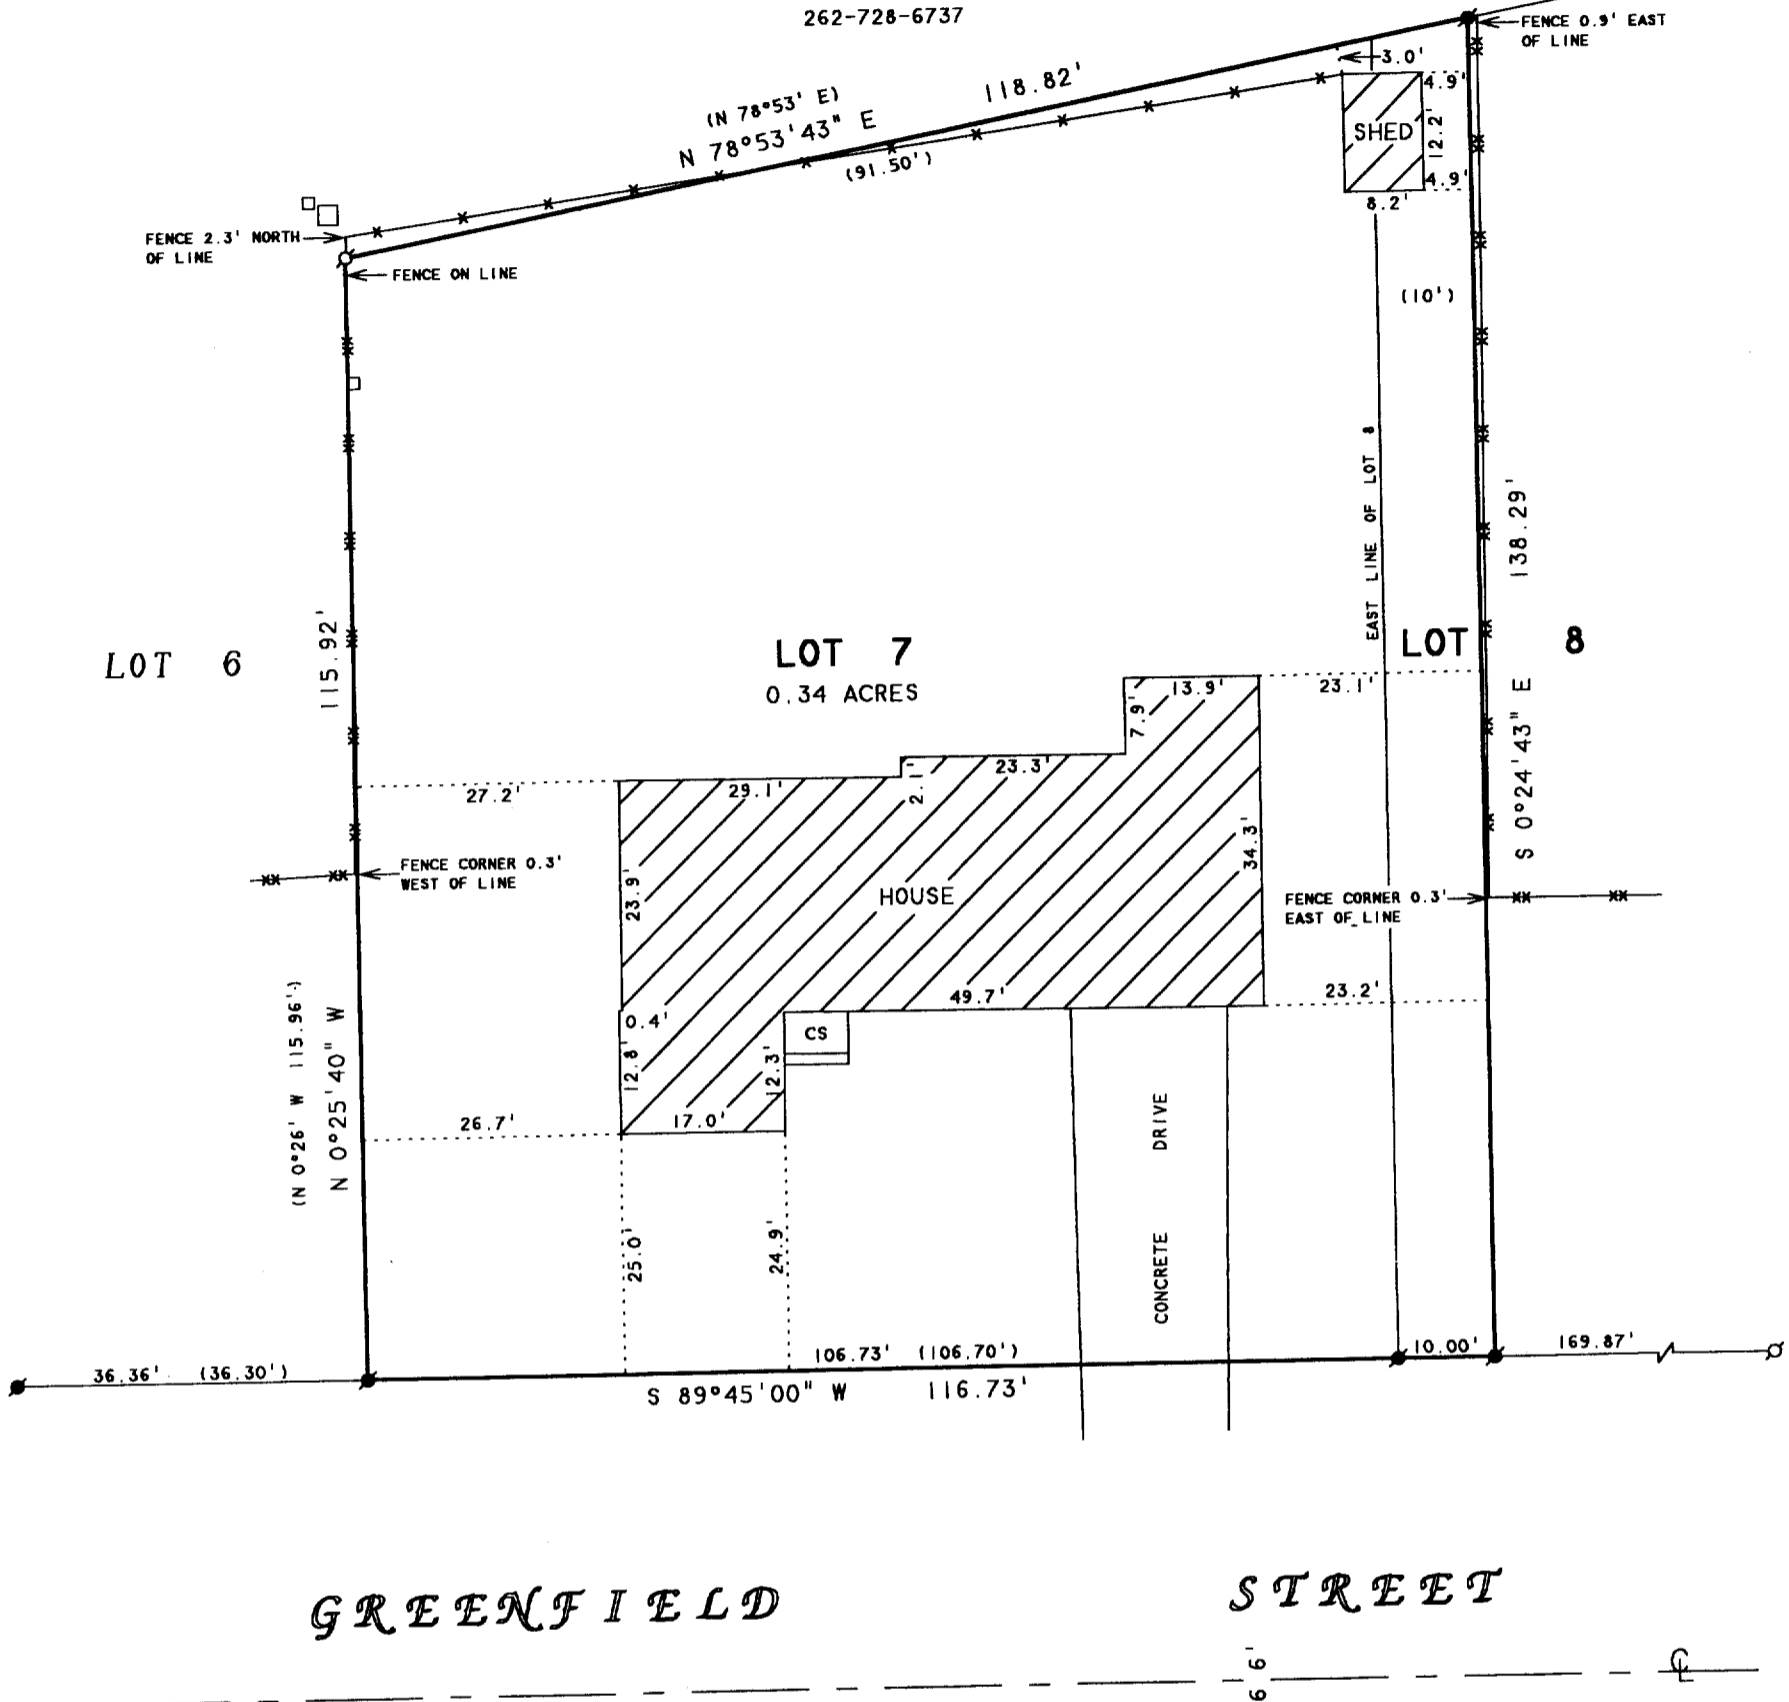 262-728-6737
FENCE 0.9' EAST
OF LINE
3.0'
118.82'
(N 78°53' E)
N 78°53'43" E
(91.50')
4.9'
SHED
12.2'
4.9'
8.2'
FENCE 2.3' NORTH
OF LINE
FENCE ON LINE
(10')
EAST LINE OF LOT 8
138.29'
S 0°24'43" E
115.92'
LOT 6
LOT 7
0.34 ACRES
LOT 8
13.9'
23.1'
7.9'
23.3'
2.1'
29.1'
27.2'
34.3'
FENCE CORNER 0.3'
WEST OF LINE
23.9'
HOUSE
FENCE CORNER 0.3'
EAST OF LINE
49.7'
23.2'
0.4'
CS
12.8'
12.3'
17.0'
26.7'
(N 0°26' W 115.96')
N 0°25'40" W
CONCRETE DRIVE
25.0'
24.9'
36.36' (36.30')
106.73' (106.70')
10.00'
169.87'
S 89°45'00" W 116.73'
GREENFIELD STREET
66'
℄